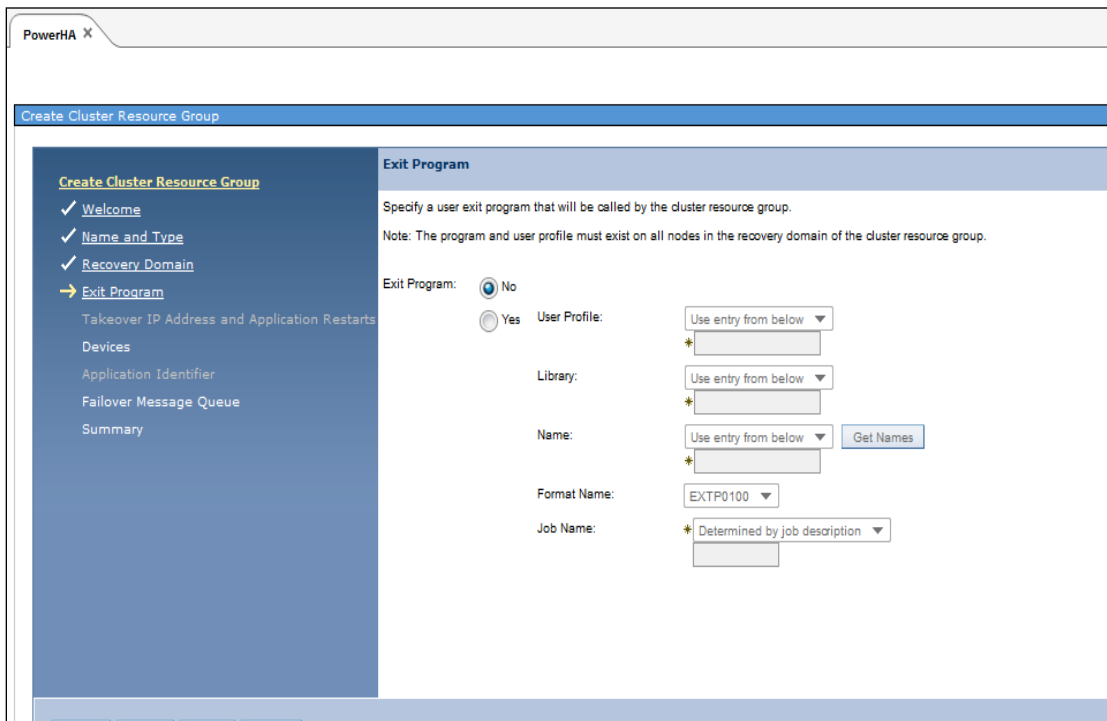 PowerHA X
Create Cluster Resource Group
Create Cluster Resource Group
Welcome
Name and Type
Recovery Domain
Exit Program
Takeover IP Address and Application Restarts
Devices
Application Identifier
Failover Message Queue
Summary
Exit Program
Specify a user exit program that will be called by the cluster resource group.
Note: The program and user profile must exist on all nodes in the recovery domain of the cluster resource group.
Exit Program: No
Yes User Profile: Use entry from below
*
Library: Use entry from below
*
Name: Use entry from below Get Names
*
Format Name: EXTP0100
Job Name: * Determined by job description